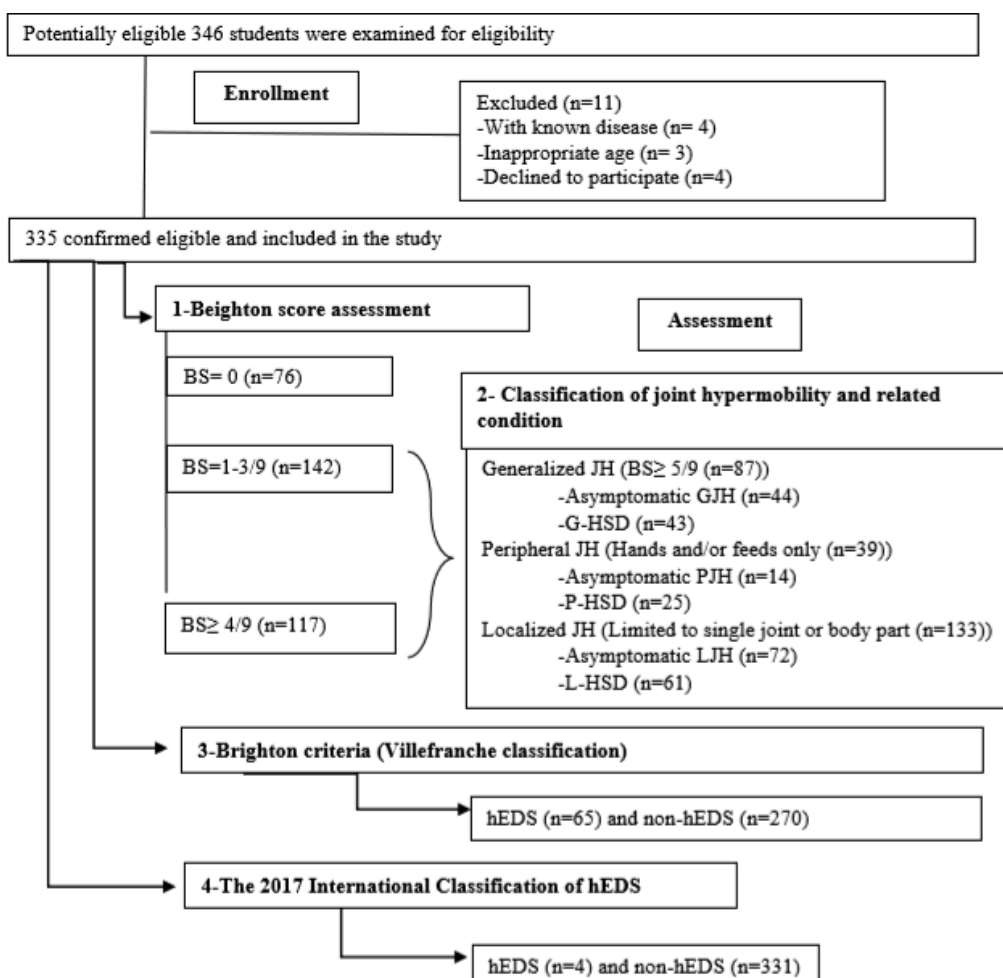 Potentially eligible 346 students were examined for eligibility
Enrollment
Excluded (n=11)
-With known disease (n= 4)
-Inappropriate age (n= 3)
-Declined to participate (n=4)
335 confirmed eligible and included in the study
1-Beighton score assessment
Assessment
BS= 0 (n=76)
BS=1-3/9 (n=142)
BS≥ 4/9 (n=117)
2- Classification of joint hypermobility and related
condition
Generalized JH (BS≥ 5/9 (n=87))
-Asymptomatic GJH (n=44)
-G-HSD (n=43)
Peripheral JH (Hands and/or feeds only (n=39))
-Asymptomatic PJH (n=14)
-P-HSD (n=25)
Localized JH (Limited to single joint or body part (n=133))
-Asymptomatic LJH (n=72)
-L-HSD (n=61)
3-Brighton criteria (Villefranche classification)
hEDS (n=65) and non-hEDS (n=270)
4-The 2017 International Classification of hEDS
hEDS (n=4) and non-hEDS (n=331)